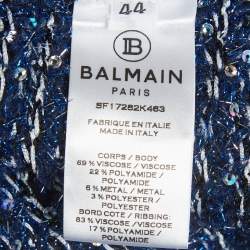 44
B
BALMAIN
PARIS
SF17282K463
FABRIQUE EN ITALIE
MADE IN ITALY
CORPS / BODY
69 % VISCOSE / VISCOSE
22 % POLYAMIDE /
POLYAMIDE
6 % METAL / METAL
3 % POLYESTER /
POLYESTER
BORD COTE / RIBBING:
83 % VISCOSE / VISCOSE
17 % POLYAMIDE /